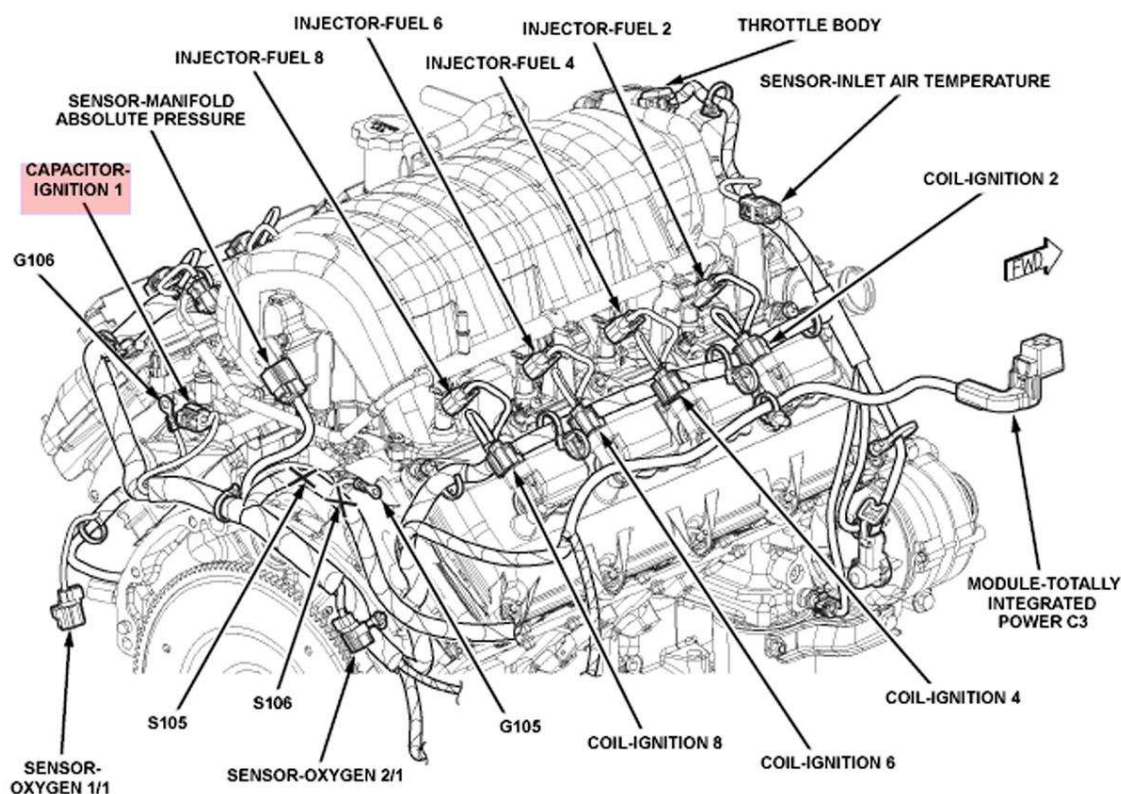 INJECTOR-FUEL 6
INJECTOR-FUEL 2
THROTTLE BODY
INJECTOR-FUEL 8
INJECTOR-FUEL 4
SENSOR-INLET AIR TEMPERATURE
SENSOR-MANIFOLD
ABSOLUTE PRESSURE
CAPACITOR-
IGNITION 1
COIL-IGNITION 2
G106
FWD
MODULE-TOTALLY
INTEGRATED
POWER C3
COIL-IGNITION 4
S106
S105
G105
COIL-IGNITION 8
COIL-IGNITION 6
SENSOR-
OXYGEN 1/1
SENSOR-OXYGEN 2/1